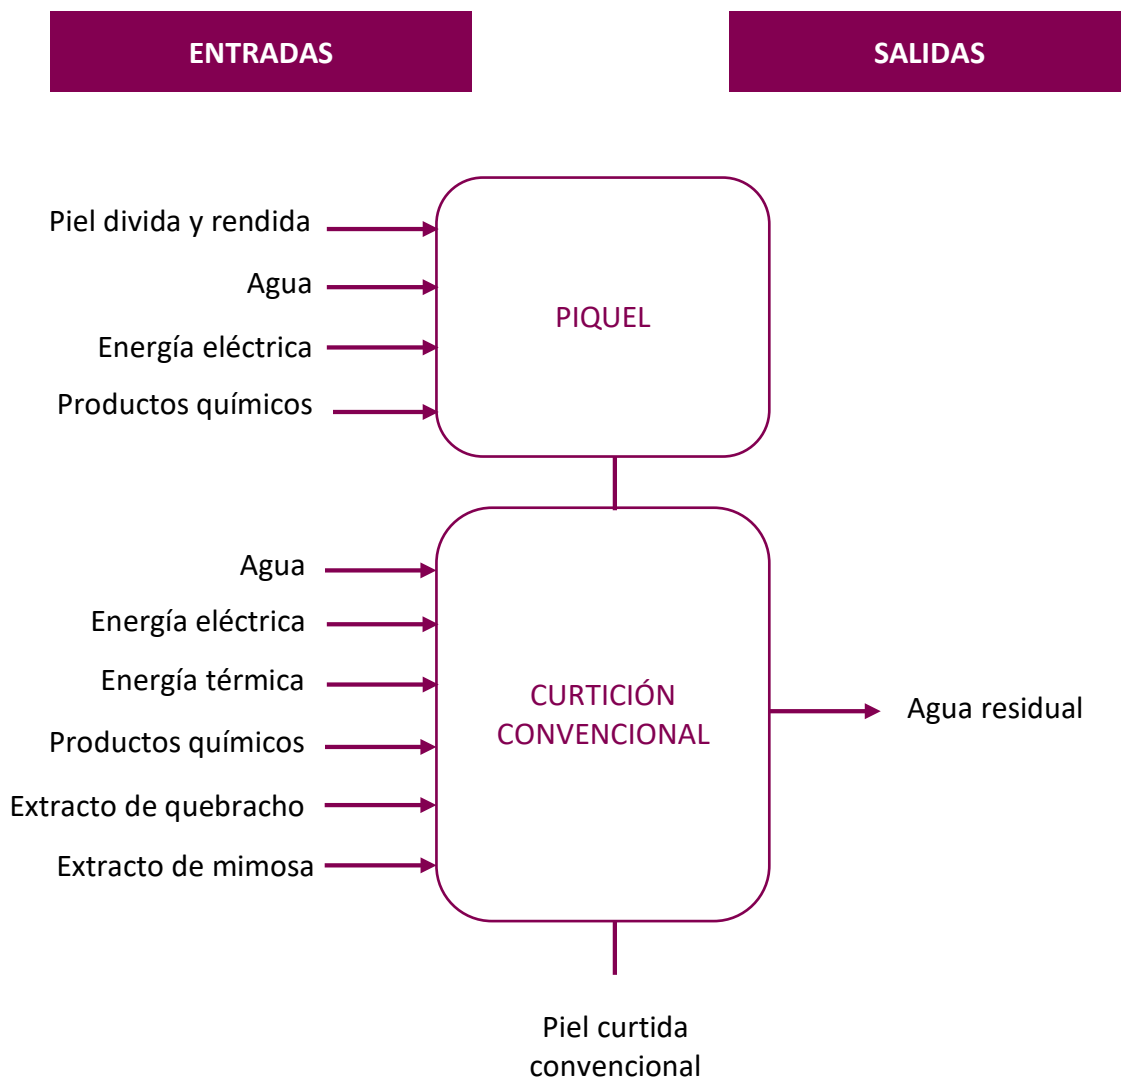 ENTRADAS
SALIDAS
Piel divida y rendida
Agua
Energía eléctrica
Productos químicos
PIQUEL
Agua
Energía eléctrica
Energía térmica
Productos químicos
Extracto de quebracho
Extracto de mimosa
CURTICIÓN
CONVENCIONAL
Agua residual
Piel curtida
convencional